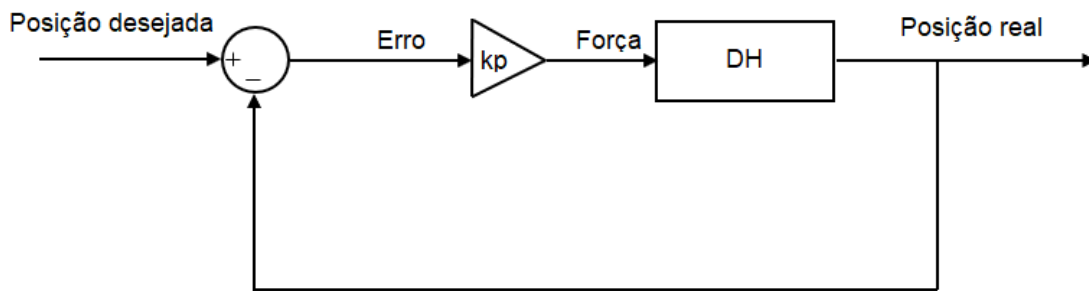 Posição desejada
Erro
Força
Posição real
+
−
kp
DH